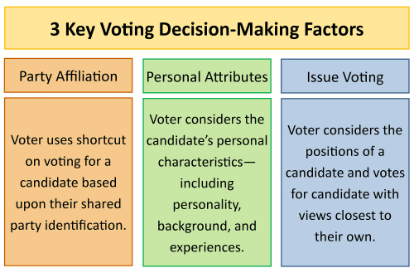 3 Key Voting Decision-Making Factors
Party Affiliation
Voter uses shortcut
on voting for a
candidate based
upon their shared
party identification.
Personal Attributes
Voter considers the
candidate's personal
characteristics—
including
personality,
background, and
experiences.
Issue Voting
Voter considers the
positions of a
candidate and votes
for candidate with
views closest to
their own.